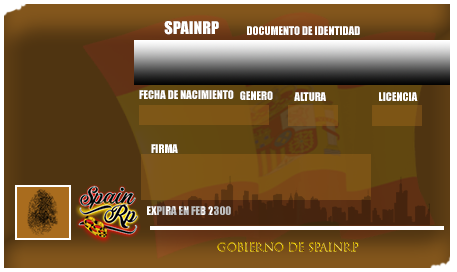 SPAINRP
DOCUMENTO DE IDENTIDAD
FECHA DE NACIMIENTO GENERO ALTURA LICENCIA
FIRMA
Spain
Rp
EXPIRA EN FEB 2300
GOBIERNO DE SPAINRP